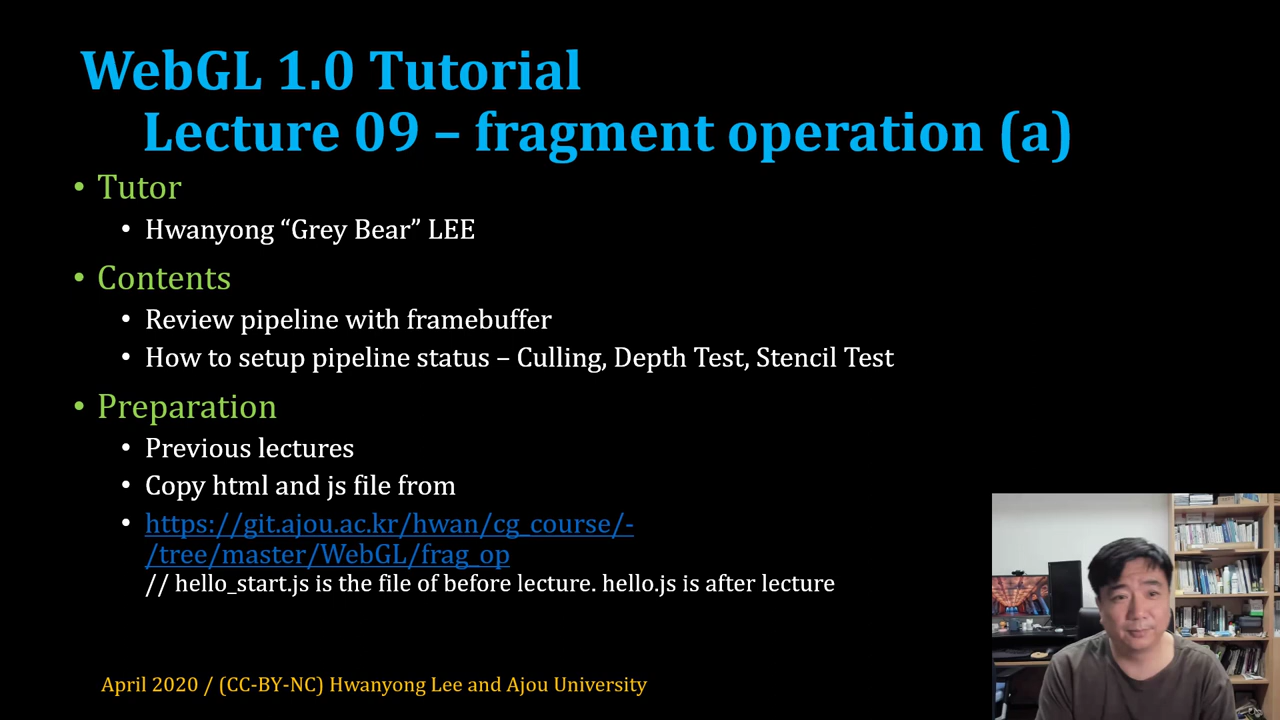 WebGL 1.0 Tutorial
Lecture 09 – fragment operation (a)
• Tutor
• Hwanyong “Grey Bear” LEE
• Contents
• Review pipeline with framebuffer
• How to setup pipeline status – Culling, Depth Test, Stencil Test
• Preparation
• Previous lectures
• Copy html and js file from
• https://git.ajou.ac.kr/hwan/cg_course/-
/tree/master/WebGL/frag_op
// hello_start.js is the file of before lecture. hello.js is after lecture
April 2020 / (CC-BY-NC) Hwanyong Lee and Ajou University